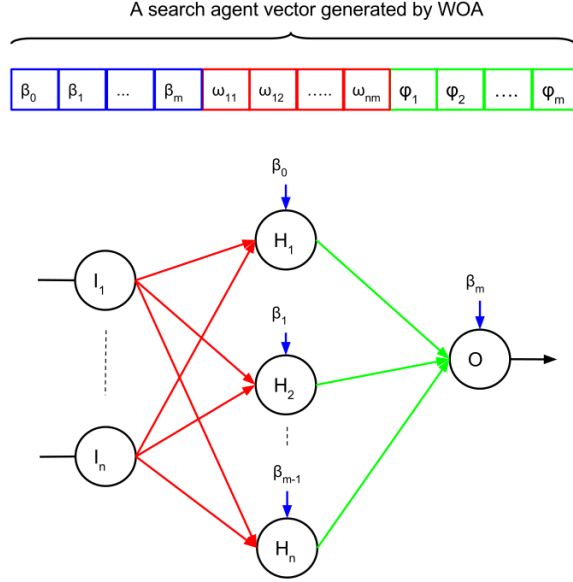 A search agent vector generated by WOA
β₀ β₁ ... βₘ ω₁₁ ω₁₂ ..... ωₙₘ φ₁ φ₂ .... φₘ
β₀
H₁
I₁
β₁
βₘ
H₂
O
Iₙ
βₘ₋₁
Hₙ